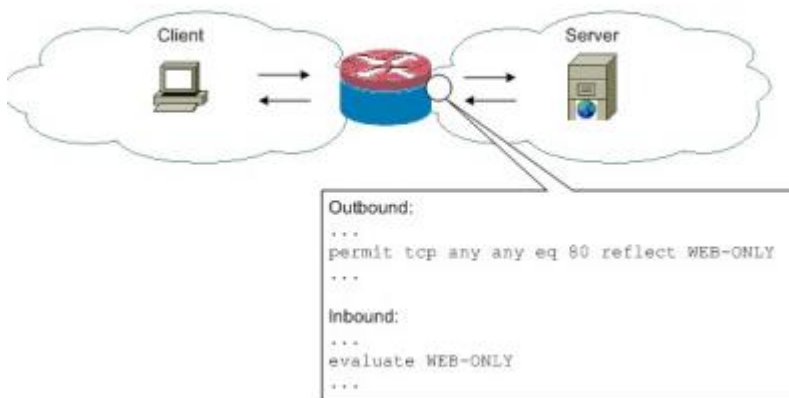 Client
Server
Outbound:
...
permit tcp any any eq 80 reflect WEB-ONLY
...
Inbound:
...
evaluate WEB-ONLY
...